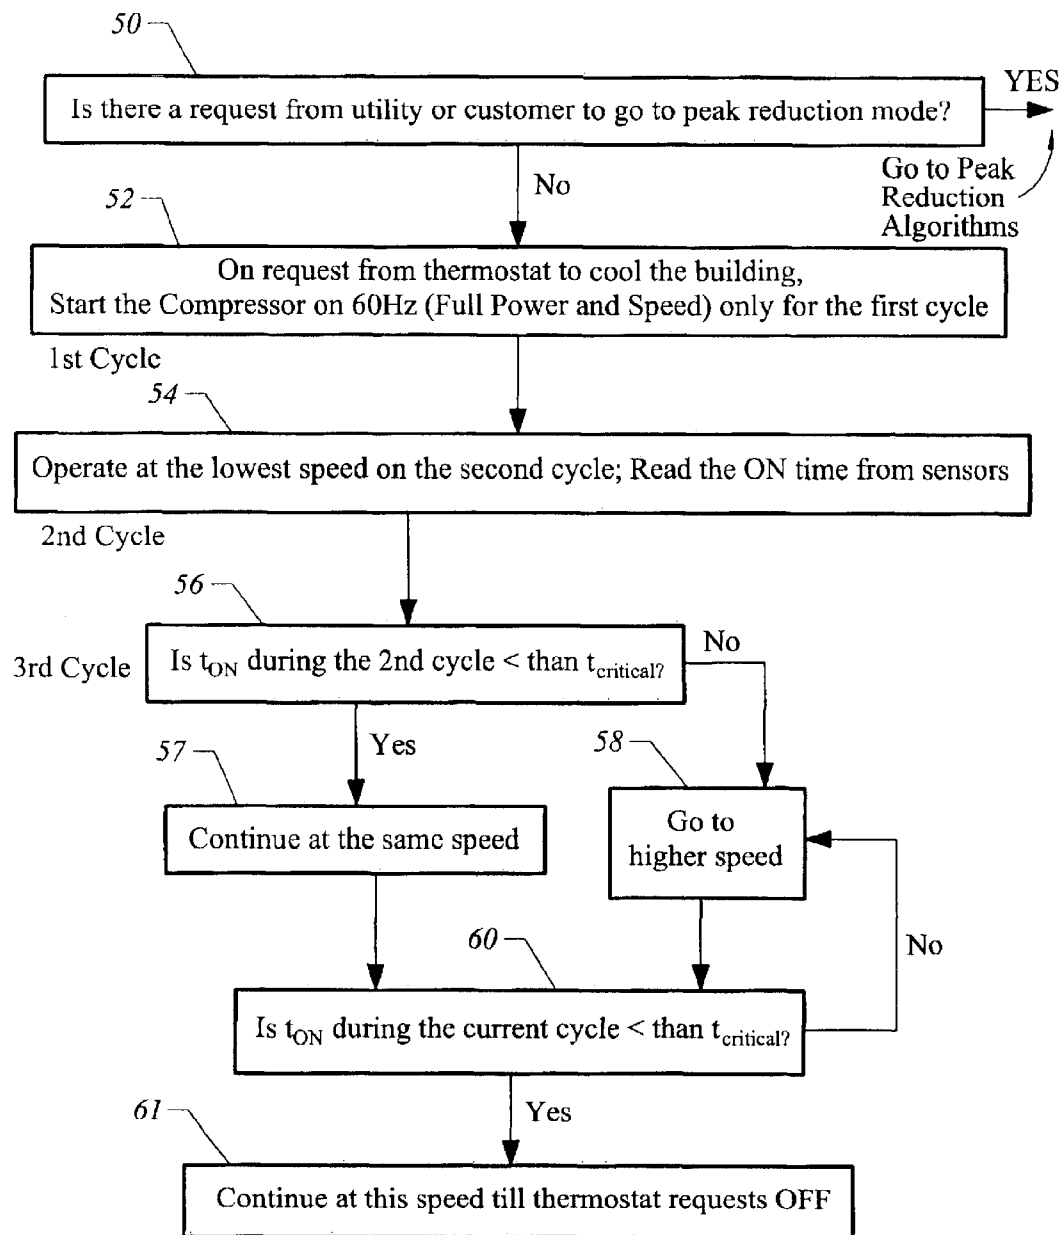 50
Is there a request from utility or customer to go to peak reduction mode?
YES
Go to Peak
Reduction
Algorithms
No
52
On request from thermostat to cool the building,
Start the Compressor on 60Hz (Full Power and Speed) only for the first cycle
1st Cycle
54
Operate at the lowest speed on the second cycle; Read the ON time from sensors
2nd Cycle
56
3rd Cycle
Is tON during the 2nd cycle < than tcritical?
No
Yes
57
58
Continue at the same speed
Go to
higher speed
No
60
Is tON during the current cycle < than tcritical?
Yes
61
Continue at this speed till thermostat requests OFF